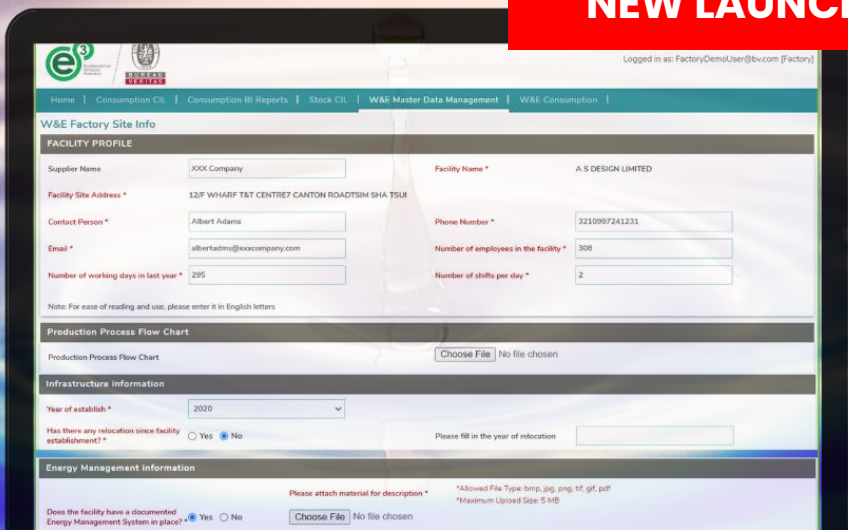 NEW LAUNC
e3
BUREAU
VERITAS
Logged in as: FactoryDemoUser@bv.com [Factory]
Home | Consumption CIL | Consumption BI Reports | Stock CIL | W&E Master Data Management | W&E Consumption |
W&E Factory Site Info
FACILITY PROFILE
Supplier Name XXX Company Facility Name * A S DESIGN LIMITED
Facility Site Address * 12/F WHARF T&T CENTRE7 CANTON ROADTSIM SHA TSUI
Contact Person * Albert Adams Phone Number * 3210997241231
Email * albertadms@xxxcompany.com Number of employees in the facility * 308
Number of working days in last year * 295 Number of shifts per day * 2
Note: For ease of reading and use, please enter it in English letters
Production Process Flow Chart
Production Process Flow Chart Choose File No file chosen
Infrastructure information
Year of establish * 2020
Has there any relocation since facility
establishment? * Yes No Please fill in the year of relocation
Energy Management information
Please attach material for description * *Allowed File Type: bmp, jpg, png, tif, gif, pdf
*Maximum Upload Size: 5 MB
Does the facility have a documented
Energy Management System in place? * Yes No Choose File No file chosen